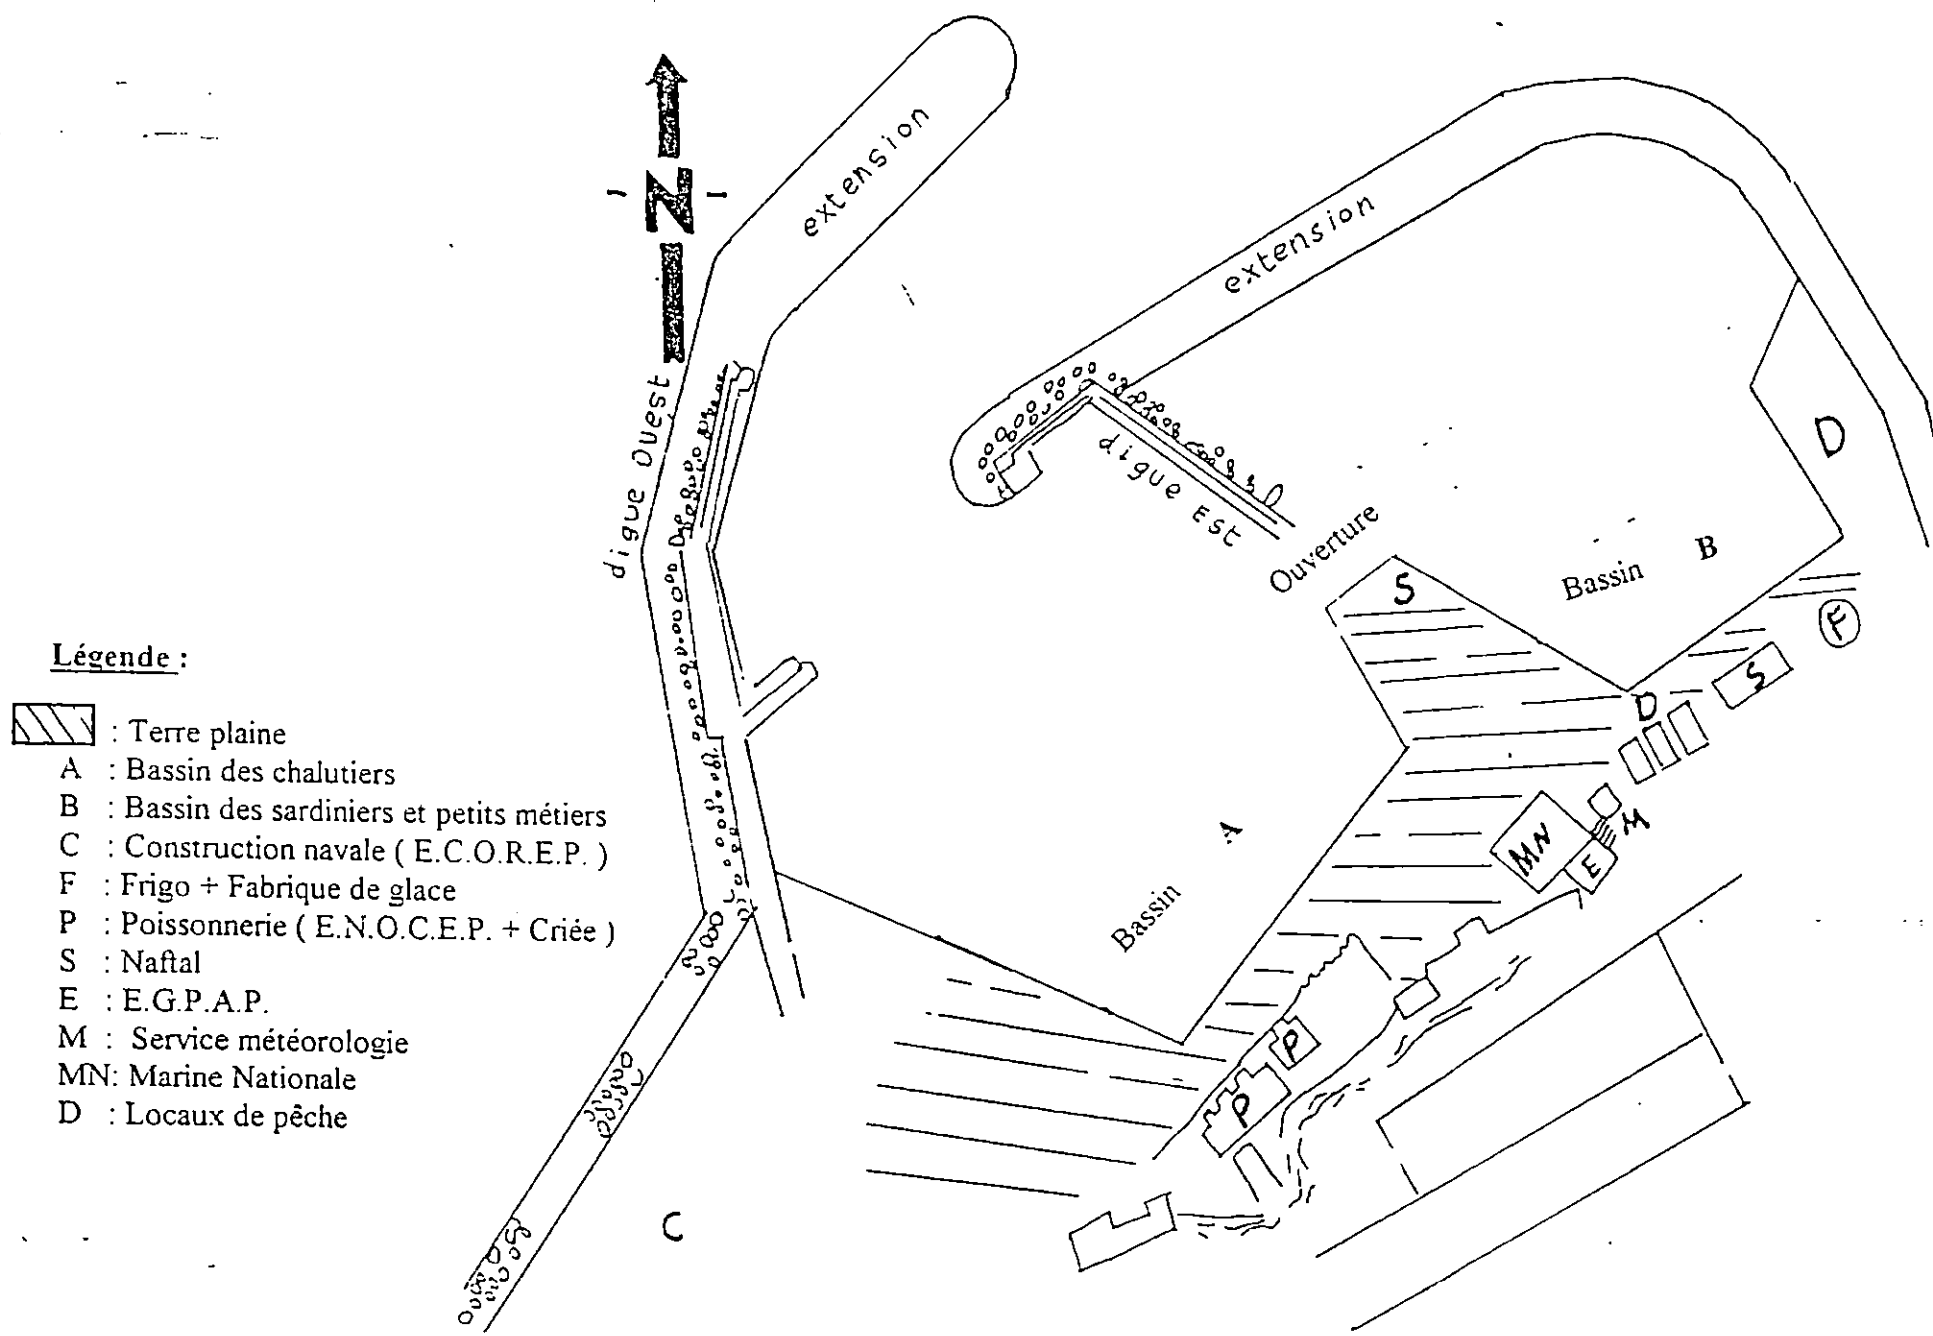 N
extension
extension
digue Ouest
digue Est
Ouverture
D
S
Bassin B
F
S
D
M
MN
E
A
Bassin
P
P
C
Légende :
: Terre plaine
A : Bassin des chalutiers
B : Bassin des sardiniers et petits métiers
C : Construction navale ( E.C.O.R.E.P. )
F : Frigo + Fabrique de glace
P : Poissonnerie ( E.N.O.C.E.P. + Criée )
S : Naftal
E : E.G.P.A.P.
M : Service météorologie
MN: Marine Nationale
D : Locaux de pêche